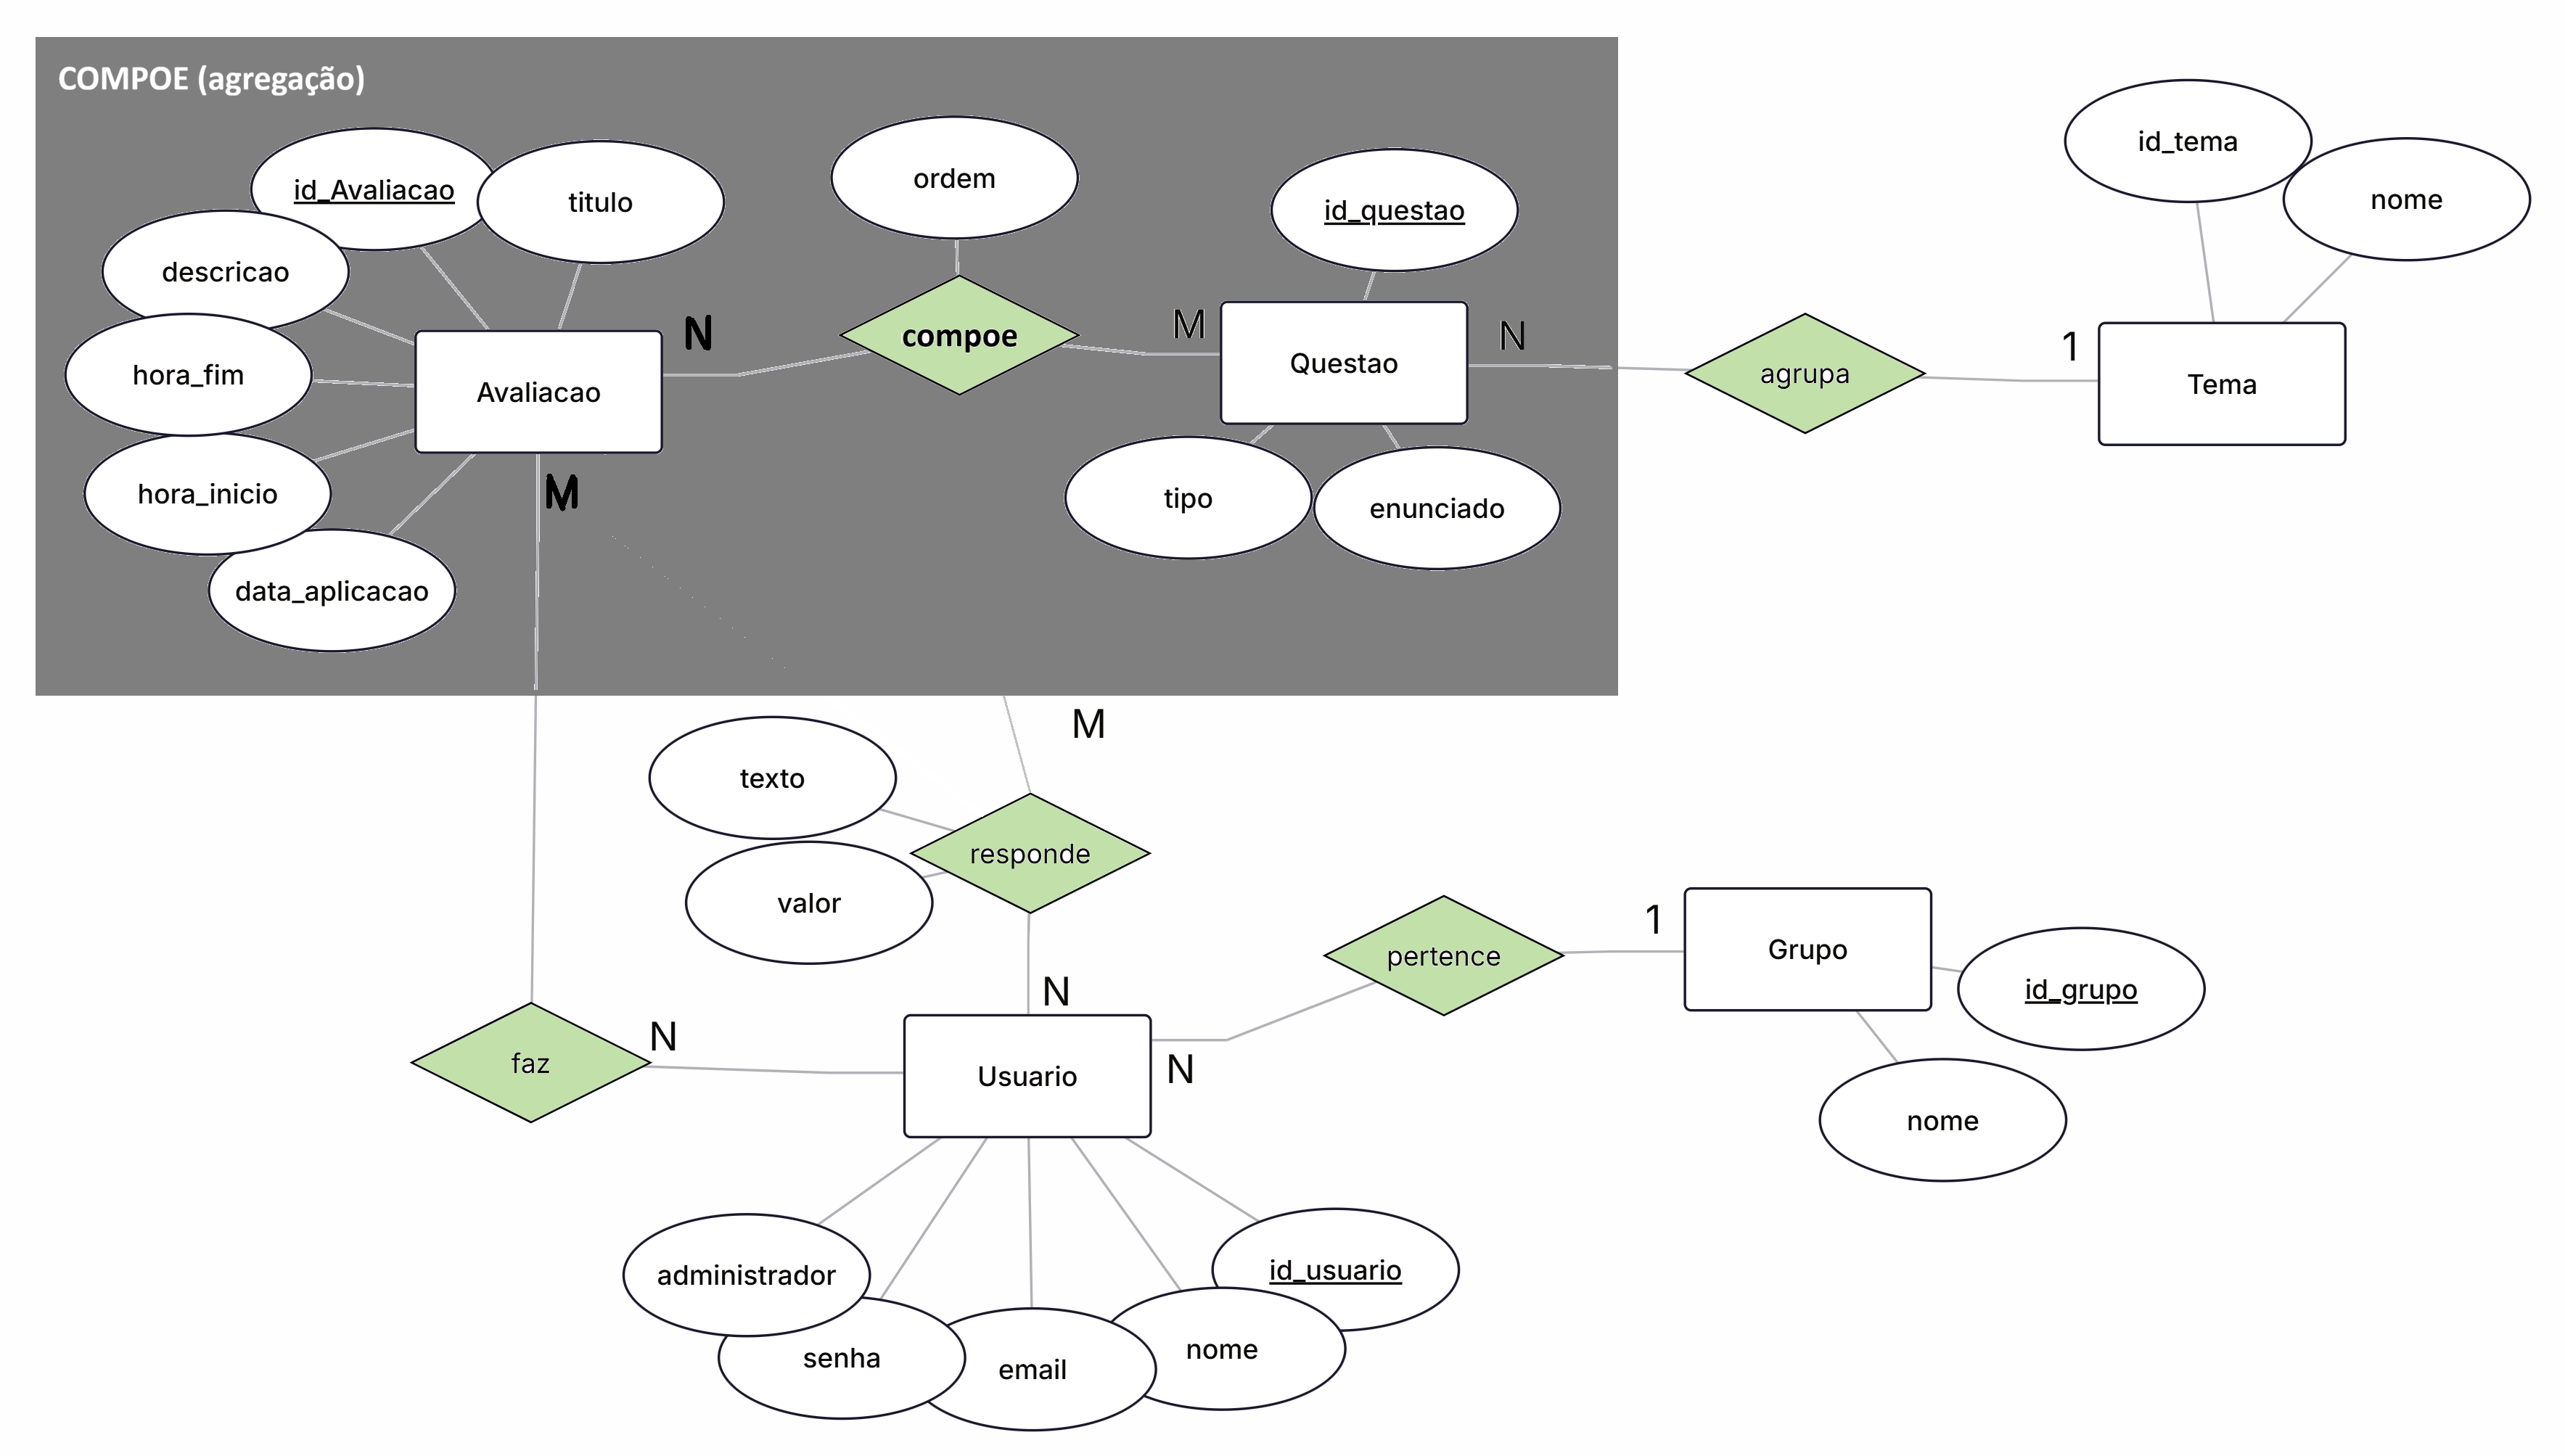 COMPOE (agregação)
id_Avaliacao
titulo
ordem
id_questao
id_tema
nome
descricao
hora_fim
hora_inicio
data_aplicacao
Avaliacao
N
compoe
M
Questao
N
agrupa
1
Tema
M
tipo
enunciado
M
texto
valor
responde
N
faz
N
Usuario
N
pertence
1
Grupo
id_grupo
nome
administrador
senha
email
nome
id_usuario